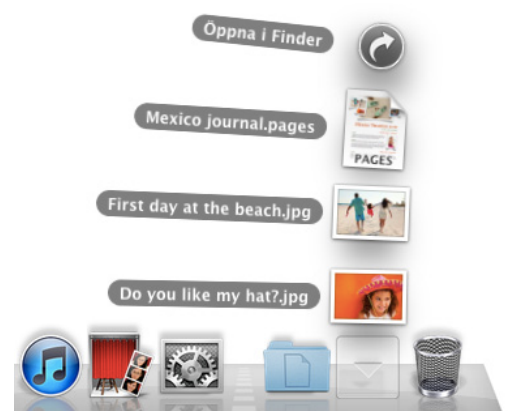 Öppna i Finder
Mexico journal.pages
PAGES
First day at the beach.jpg
Do you like my hat?.jpg